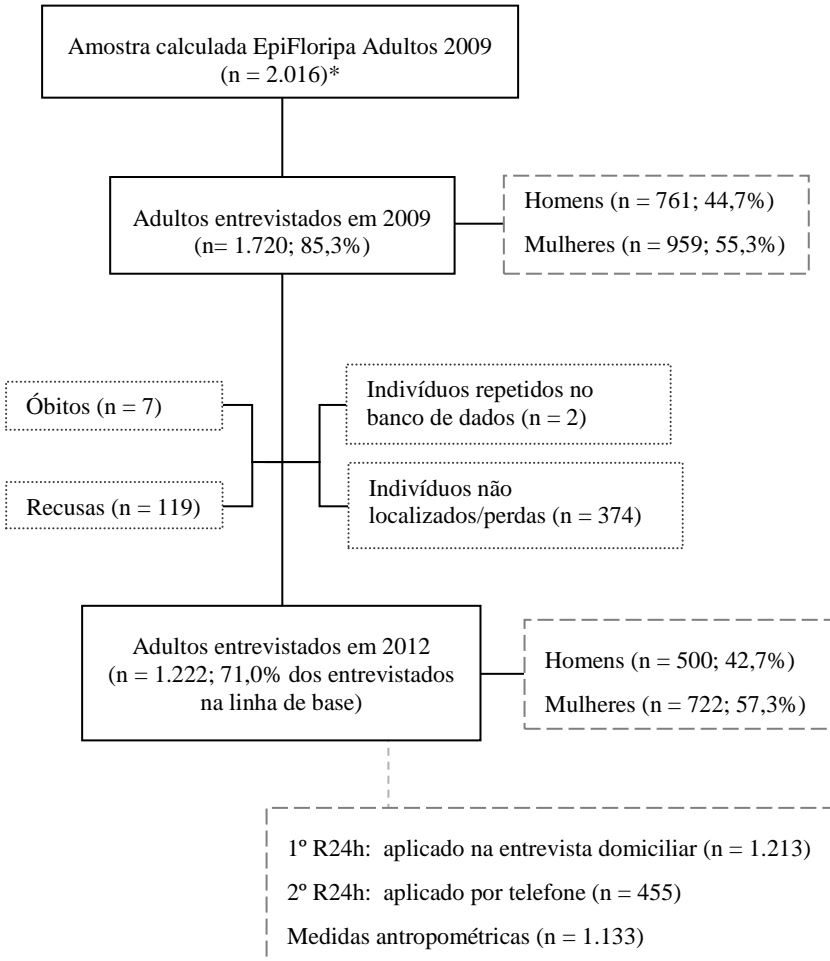 Amostra calculada EpiFloripa Adultos 2009
(n = 2.016)*
Adultos entrevistados em 2009
(n= 1.720; 85,3%)
Homens (n = 761; 44,7%)
Mulheres (n = 959; 55,3%)
Óbitos (n = 7)
Indivíduos repetidos no
banco de dados (n = 2)
Recusas (n = 119)
Indivíduos não
localizados/perdas (n = 374)
Adultos entrevistados em 2012
(n = 1.222; 71,0% dos entrevistados
na linha de base)
Homens (n = 500; 42,7%)
Mulheres (n = 722; 57,3%)
1º R24h: aplicado na entrevista domiciliar (n = 1.213)
2º R24h: aplicado por telefone (n = 455)
Medidas antropométricas (n = 1.133)